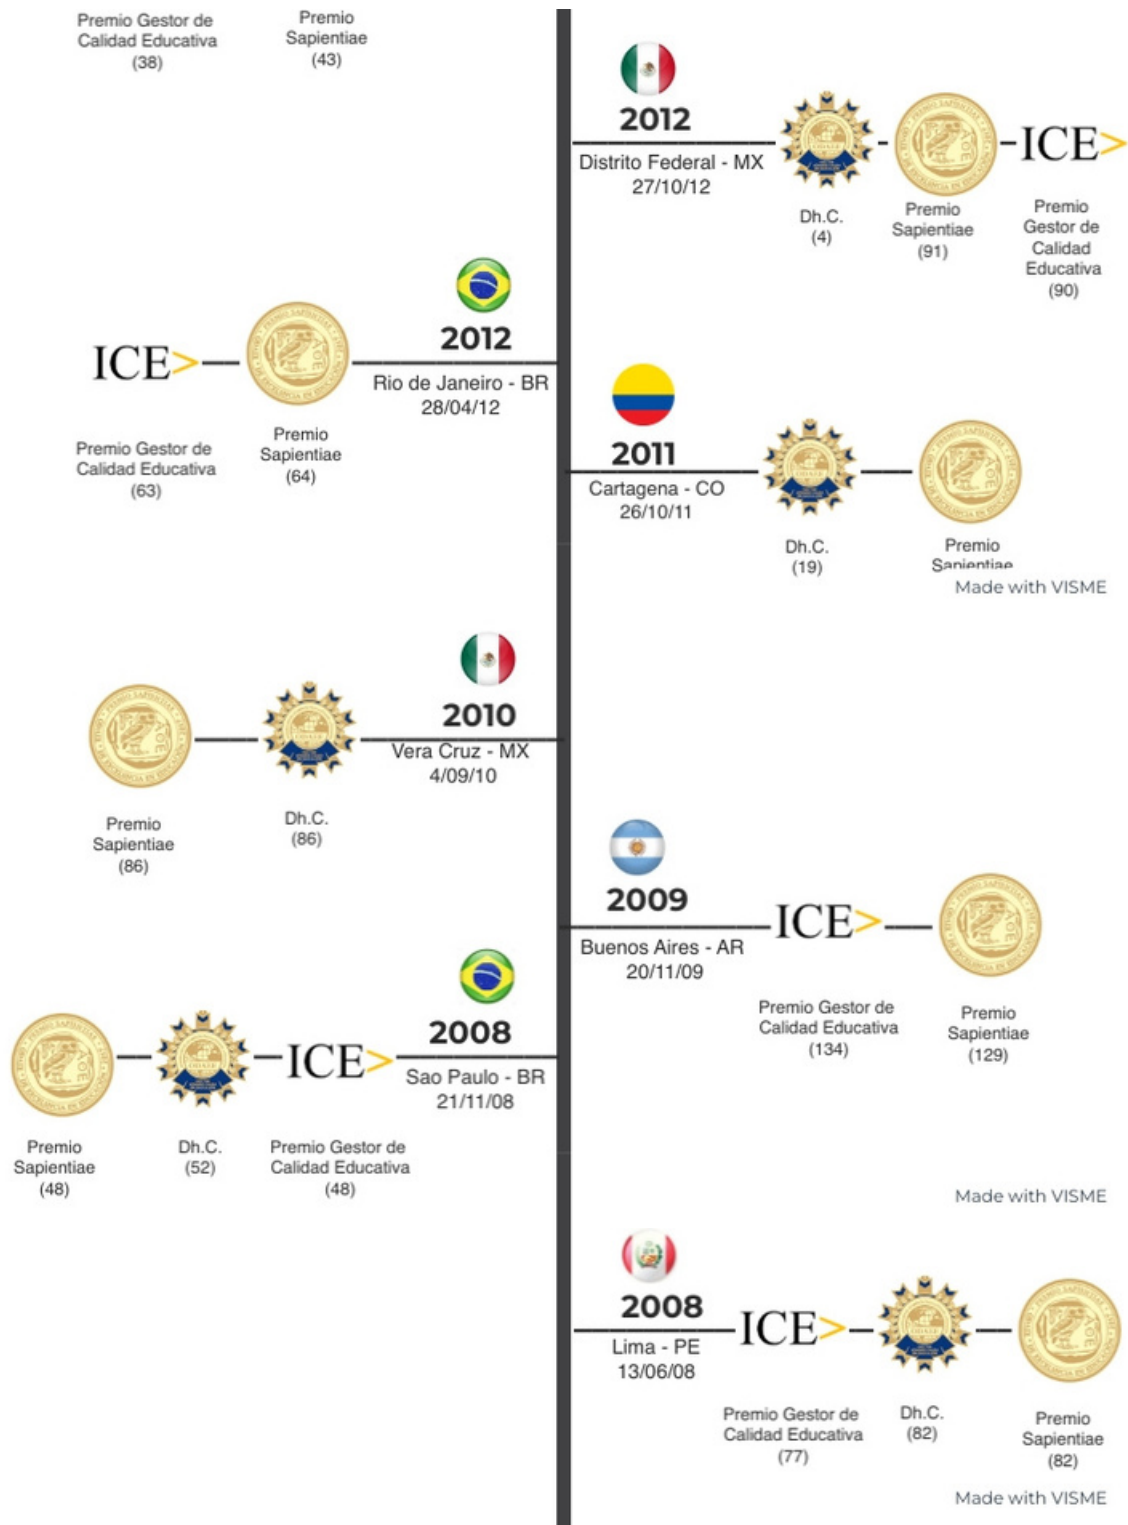 Premio Gestor de
Calidad Educativa
(38)
Premio
Sapientiae
(43)
2012
Distrito Federal - MX
27/10/12
Dh.C.
(4)
Premio
Sapientiae
(91)
ICE>
Premio
Gestor de
Calidad
Educativa
(90)
2012
Rio de Janeiro - BR
28/04/12
ICE>
Premio Gestor de
Calidad Educativa
(63)
Premio
Sapientiae
(64)
2011
Cartagena - CO
26/10/11
Dh.C.
(19)
Premio
Sapientiae
Made with VISME
2010
Vera Cruz - MX
4/09/10
Premio
Sapientiae
(86)
Dh.C.
(86)
2009
Buenos Aires - AR
20/11/09
ICE>
Premio Gestor de
Calidad Educativa
(134)
Premio
Sapientiae
(129)
2008
Sao Paulo - BR
21/11/08
ICE>
Premio
Sapientiae
(48)
Dh.C.
(52)
Premio Gestor de
Calidad Educativa
(48)
Made with VISME
2008
Lima - PE
13/06/08
ICE>
Premio Gestor de
Calidad Educativa
(77)
Dh.C.
(82)
Premio
Sapientiae
(82)
Made with VISME